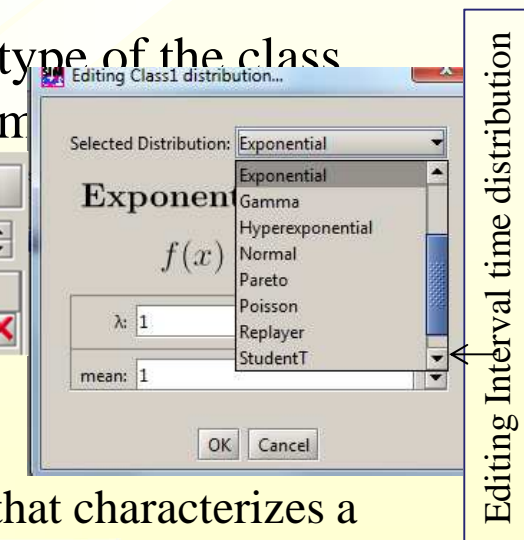 type of the class
Editing Class1 distribution...
Selected Distribution: Exponential
Exponential
Gamma
Hyperexponential
Normal
Pareto
Poisson
Replayer
StudentT
f(x)
λ: 1
mean: 1
OK Cancel
that characterizes a
Editing Interval time distribution